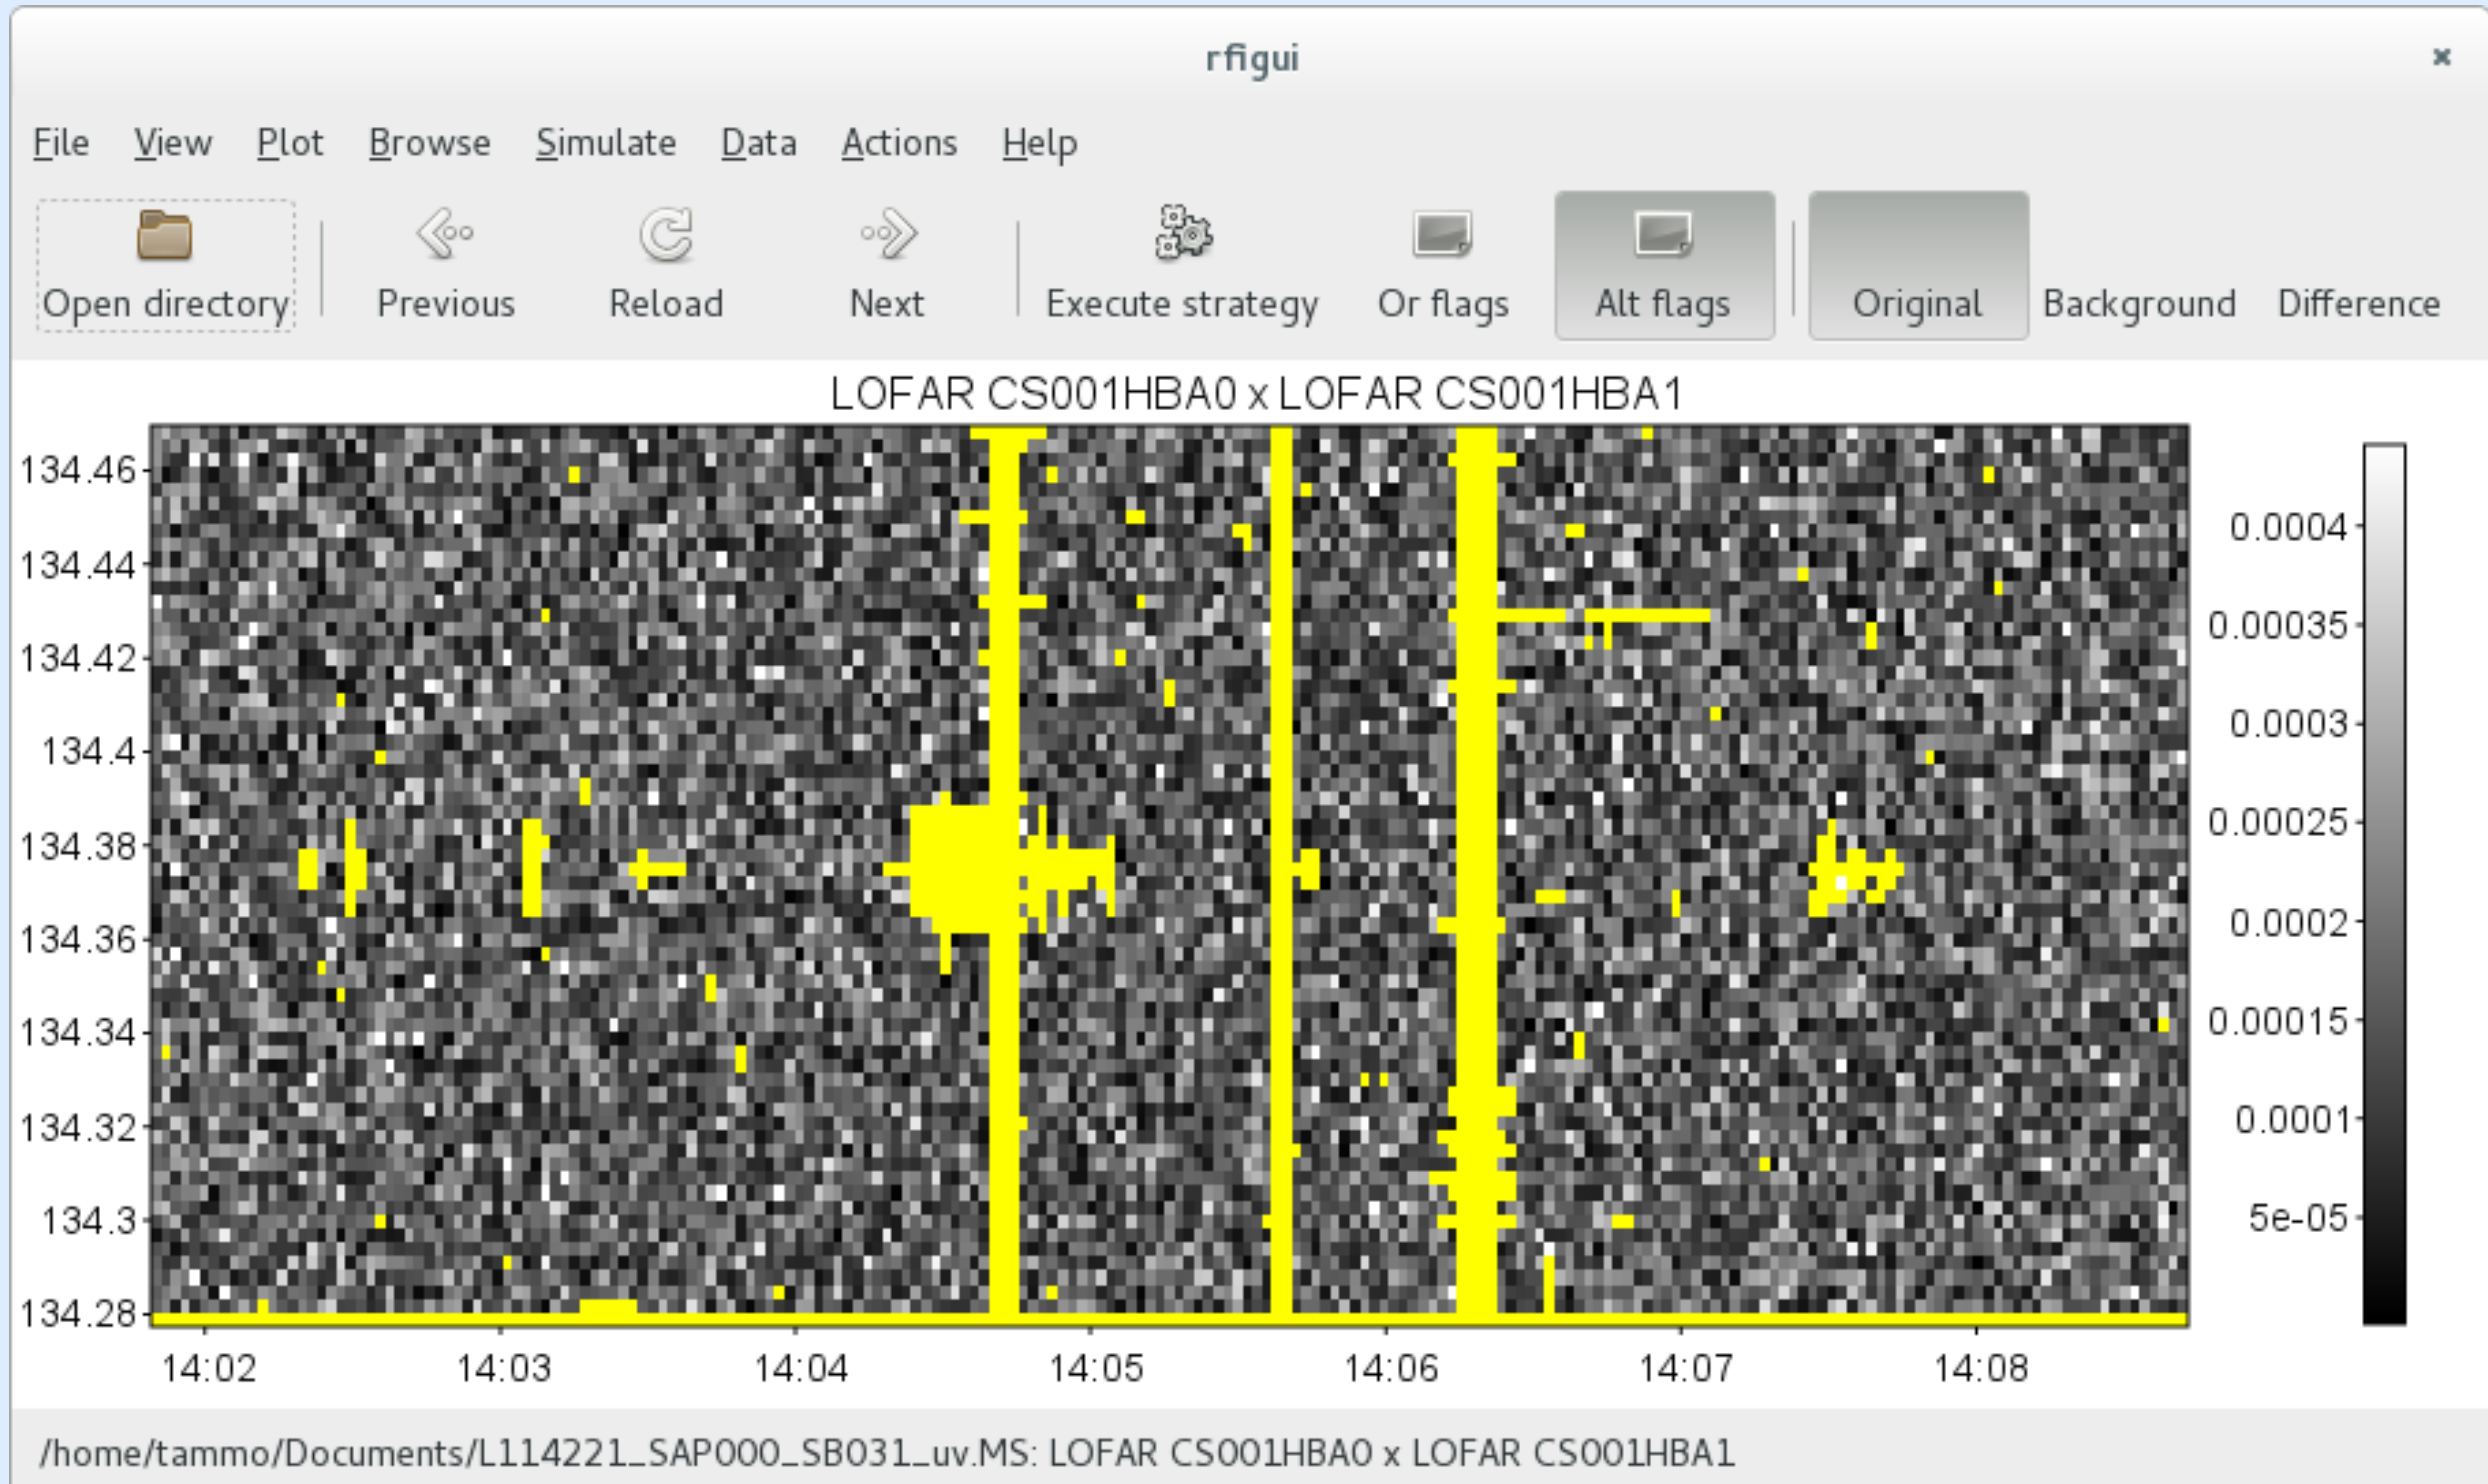 rfigui
File View Plot Browse Simulate Data Actions Help
Open directory Previous Reload Next Execute strategy Or flags Alt flags Original Background Difference
LOFAR CS001HBA0 x LOFAR CS001HBA1
134.46
134.44
134.42
134.4
134.38
134.36
134.34
134.32
134.3
134.28
0.0004
0.00035
0.0003
0.00025
0.0002
0.00015
0.0001
5e-05
14:02 14:03 14:04 14:05 14:06 14:07 14:08
/home/tammo/Documents/L114221_SAP000_SB031_uv.MS: LOFAR CS001HBA0 x LOFAR CS001HBA1